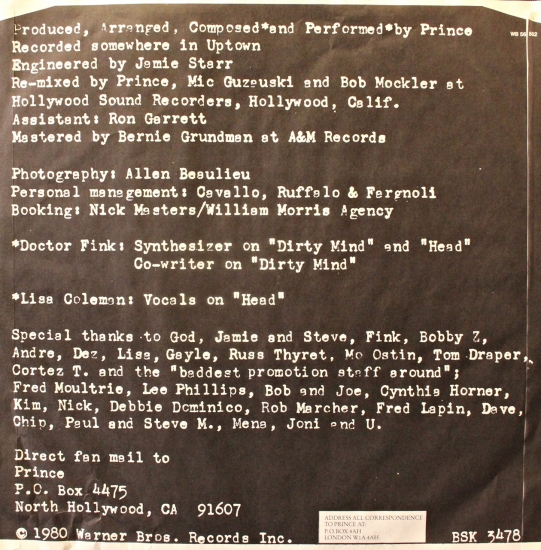 Produced, Arranged, Composed*and Performed*by Prince
Recorded somewhere in Uptown
Engineered by Jamie Starr
Re-mixed by Prince, Mic Guzauski and Bob Mockler at
Hollywood Sound Recorders, Hollywood, Calif.
Assistant: Ron Garrett
Mastered by Bernie Grundman at A&M Records
Photography: Allen Beaulieu
Personal management: Cavallo, Ruffalo & Fargnoli
Booking: Nick Masters/William Morris Agency
*Doctor Fink: Synthesizer on "Dirty Mind" and "Head"
Co-writer on "Dirty Mind"
*Lisa Coleman: Vocals on "Head"
Special thanks to God, Jamie and Steve, Fink, Bobby Z,
Andre, Dez, Lisa, Gayle, Russ Thyret, Mo Ostin, Tom Draper,
Cortez T. and the "baddest promotion staff around";
Fred Moultrie, Lee Phillips, Bob and Joe, Cynthia Horner,
Kim, Nick, Debbie Dominico, Rob Marcher, Fred Lapin, Dave,
Chip, Paul and Steve M., Mena, Joni and U.
Direct fan mail to
Prince
P.O. Box 4475
North Hollywood, CA 91607
ADDRESS ALL CORRESPONDENCE
TO PRINCE AT:
LONDON
© 1980 Warner Bros. Records Inc.
BSK 3478